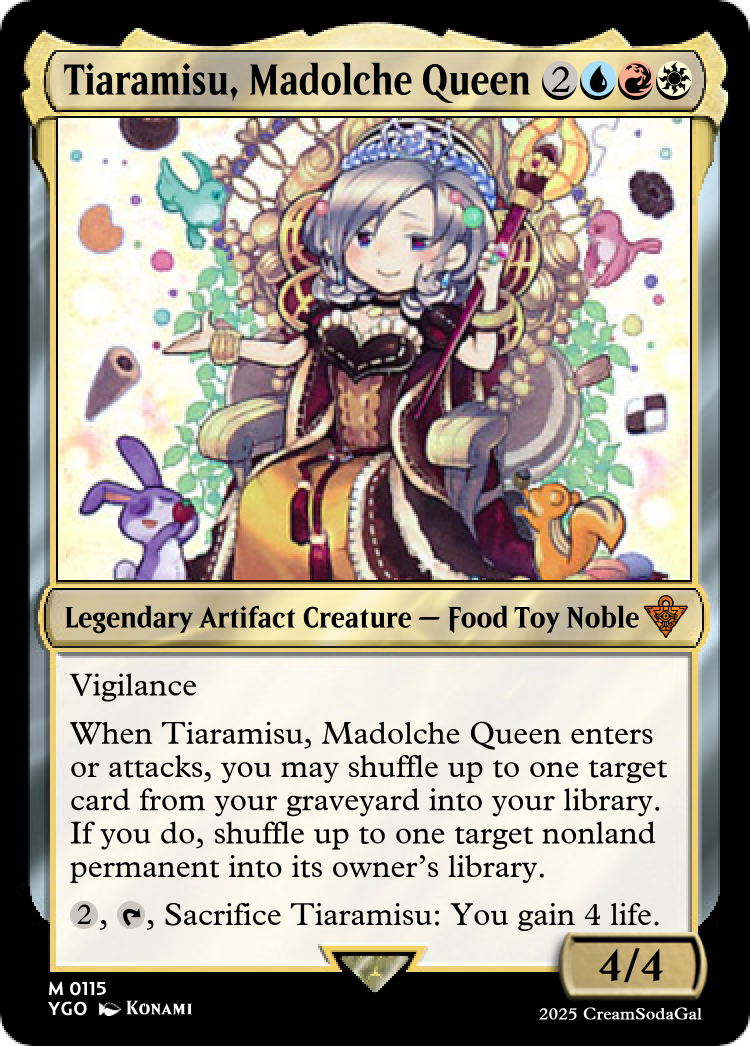 Tiaramisu, Madolche Queen 2
Legendary Artifact Creature — Food Toy Noble
Vigilance
When Tiaramisu, Madolche Queen enters
or attacks, you may shuffle up to one target
card from your graveyard into your library.
If you do, shuffle up to one target nonland
permanent into its owner's library.
2, , Sacrifice Tiaramisu: You gain 4 life.
4/4
M 0115
YGO KONAMI
2025 CreamSodaGal